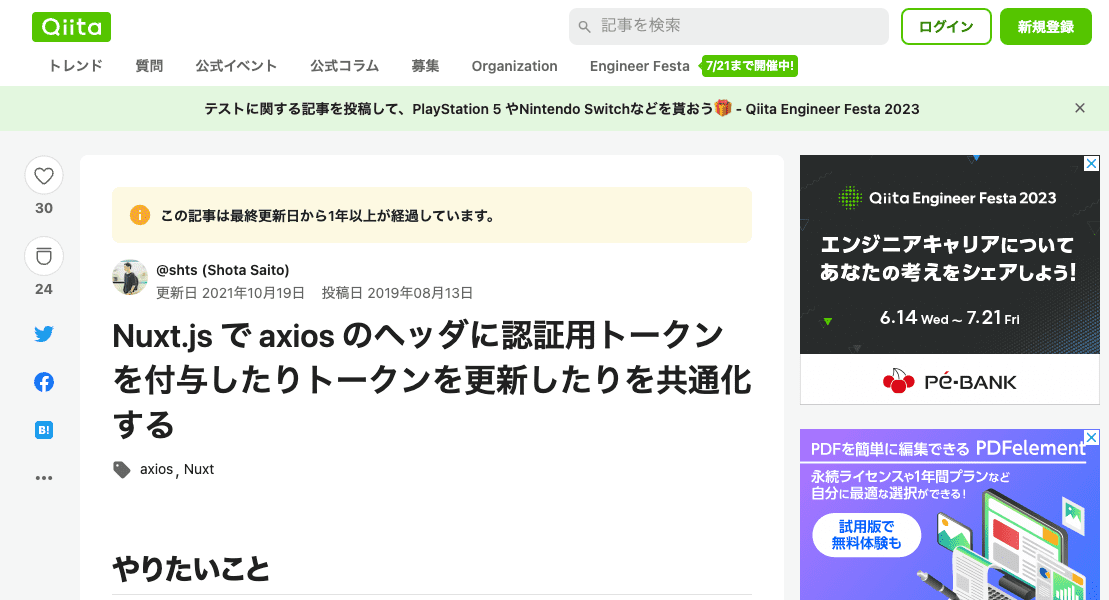 Qiita
記事を検索
ログイン
新規登録
トレンド
質問
公式イベント
公式コラム
募集
Organization
Engineer Festa
7/21まで開催中!
テストに関する記事を投稿して、PlayStation 5 やNintendo Switchなどを貰おう🎁 - Qiita Engineer Festa 2023
30
24
B!
この記事は最終更新日から1年以上が経過しています。
@shts (Shota Saito)
更新日 2021年10月19日 投稿日 2019年08月13日
Nuxt.js で axios のヘッダに認証用トークン
を付与したりトークンを更新したりを共通化
する
axios , Nuxt
やりたいこと
Qiita Engineer Festa 2023
エンジニアキャリアについて
あなたの考えをシェアしよう!
6.14 Wed ~ 7.21 Fri
Pé-BANK
PDFを簡単に編集できる PDFelement
永続ライセンスや1年間プランなど
自分に最適な選択ができる!
試用版で
無料体験も